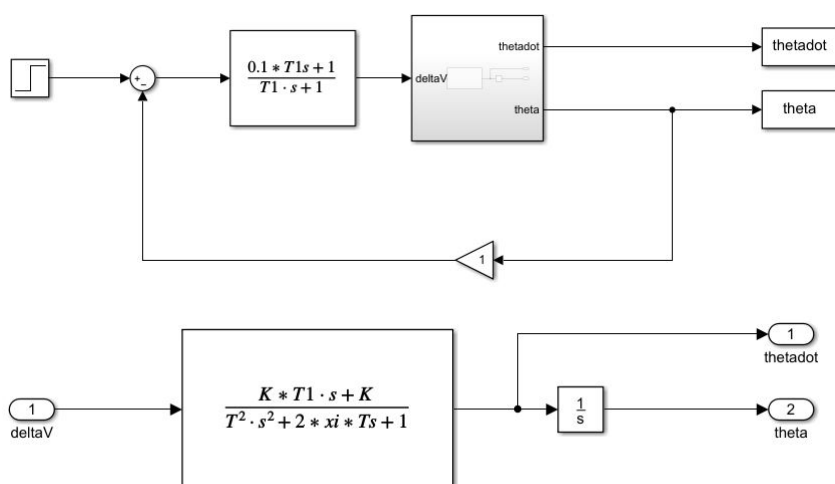 thetadot
thetadot
+
−
0.1 * T1s + 1
T1 · s + 1
deltaV
theta
theta
1
1
thetadot
K * T1 · s + K
T² · s² + 2 * xi * Ts + 1
1
deltaV
1
s
2
theta